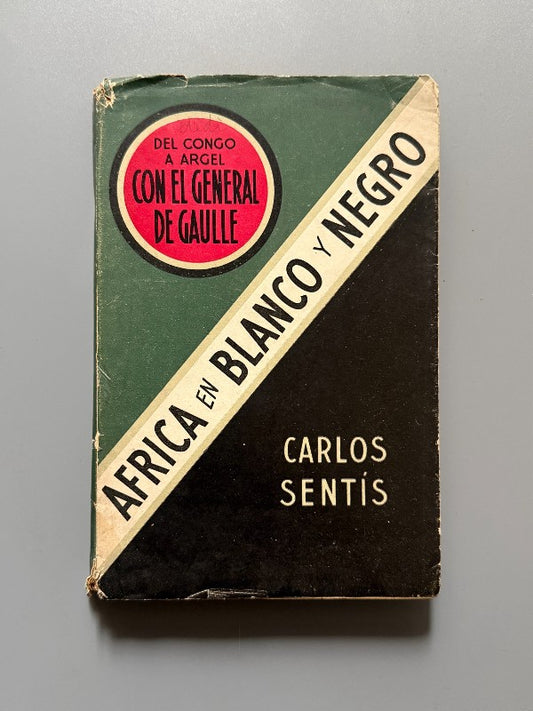 DEL CONGO
A ARGEL
CON EL GENERAL
DE GAULLE
AFRICA EN BLANCO Y NEGRO
CARLOS
SENTÍS